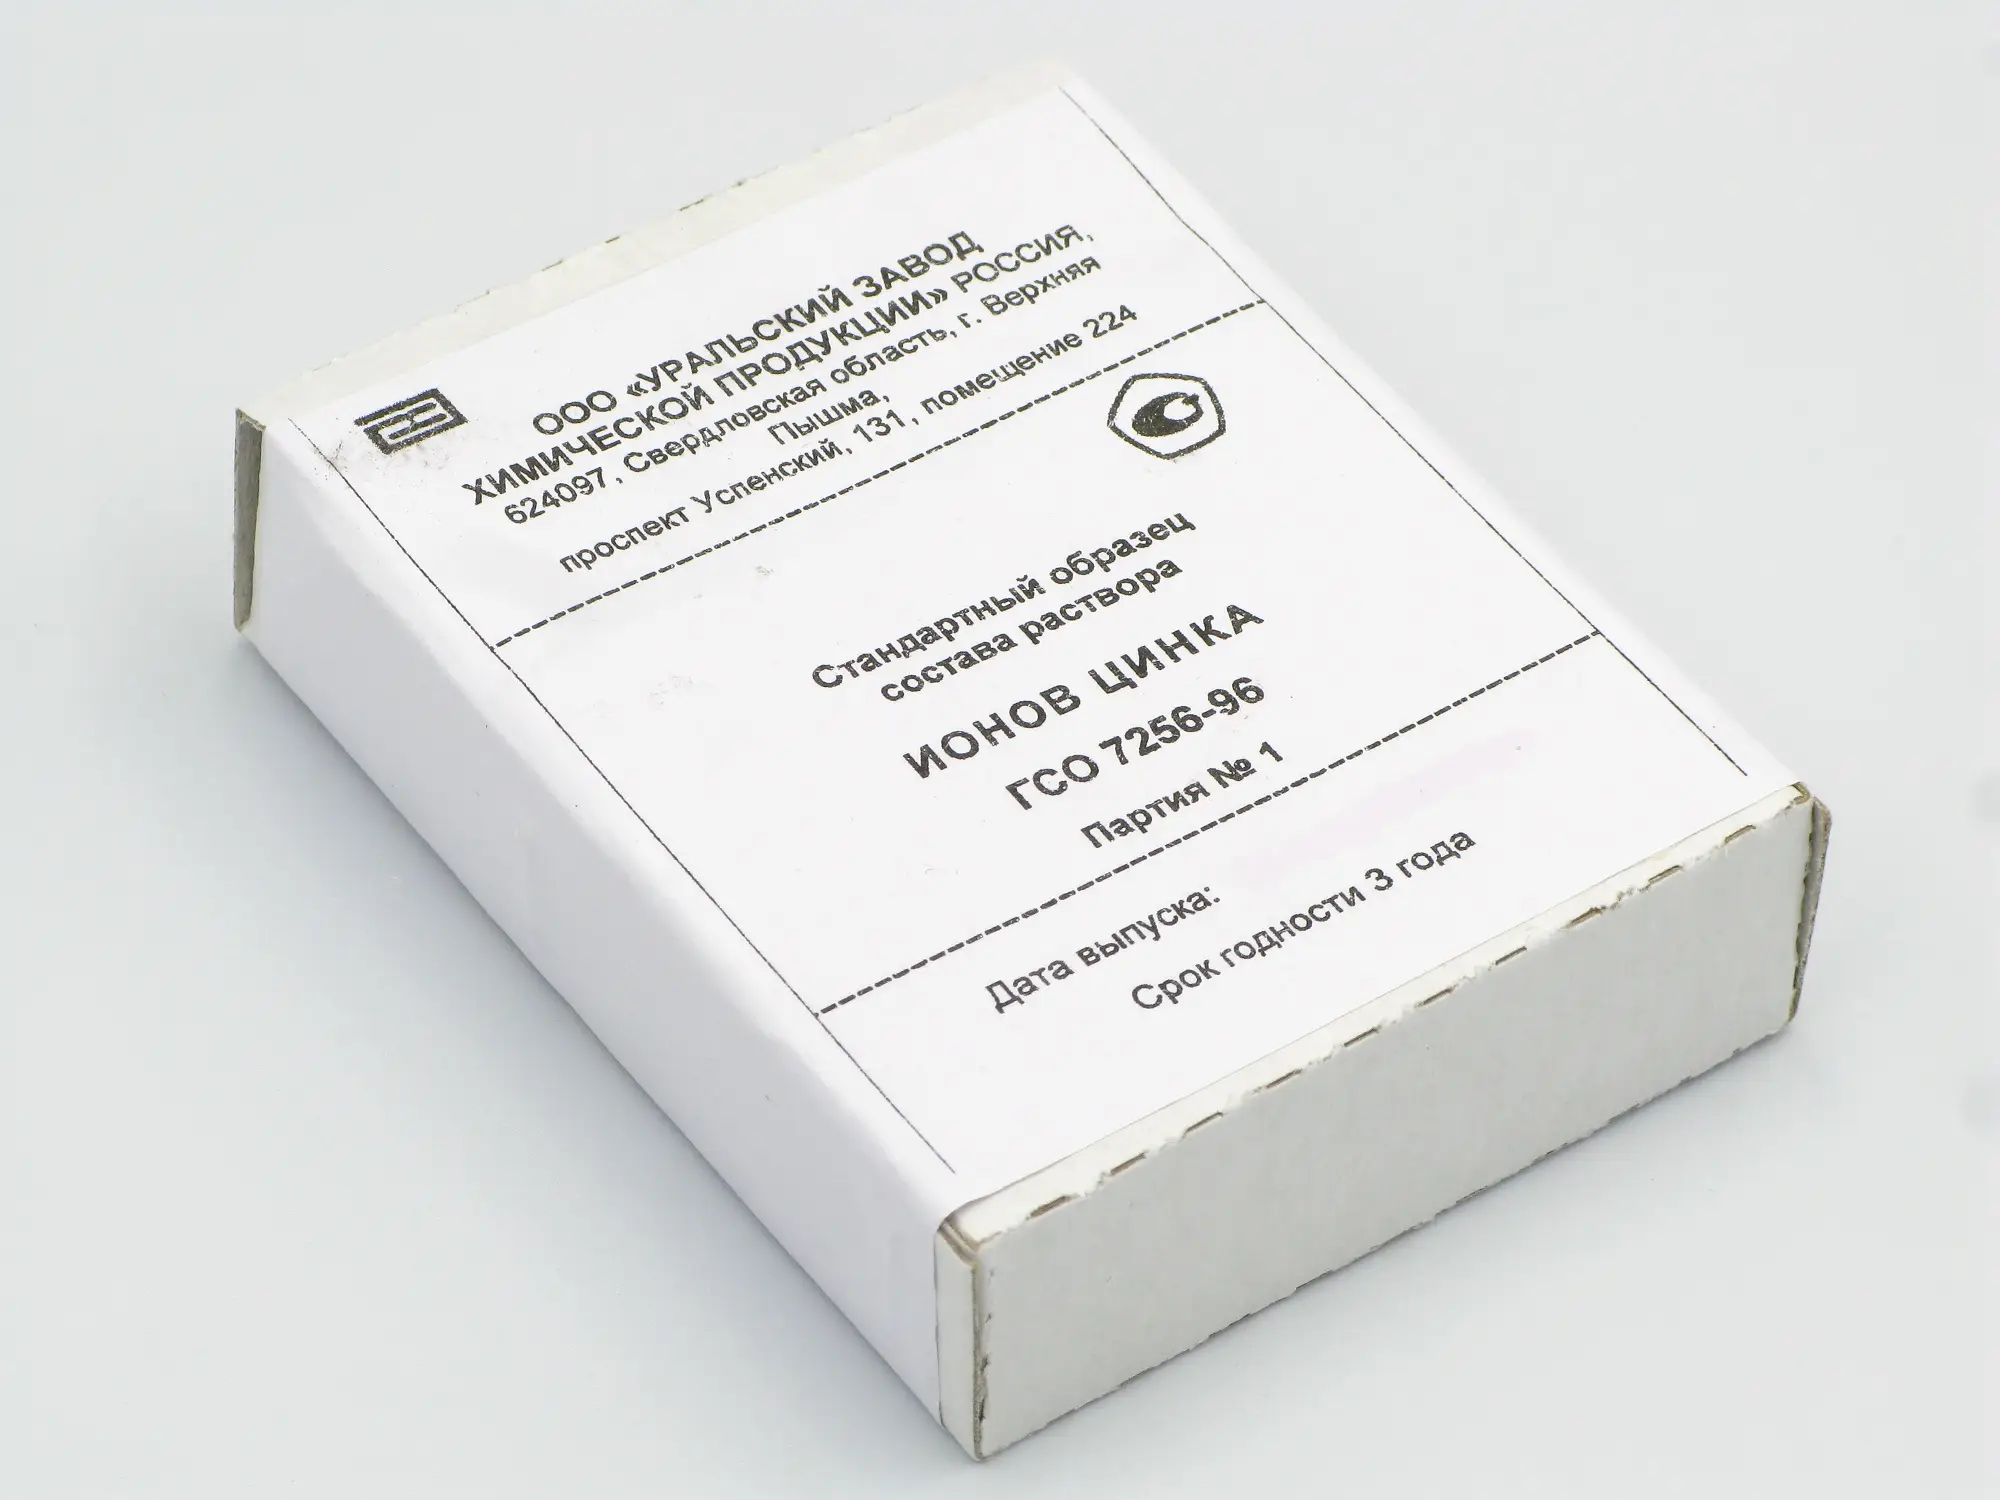 ООО «УРАЛЬСКИЙ ЗАВОД
ХИМИЧЕСКОЙ ПРОДУКЦИИ» РОССИЯ,
624097, Свердловская область, г. Верхняя
Пышма,
проспект Успенский, 131, помещение 224
Стандартный образец
состава раствора
ИОНОВ ЦИНКА
ГСО 7256-96
Партия № 1
Дата выпуска:
Срок годности 3 года